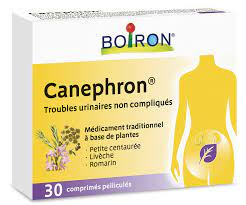 BOIRON®
Canephron®
Troubles urinaires non compliqués
Médicament traditionnel
à base de plantes
• Petite centaurée
• Livèche
• Romarin
30 comprimés pelliculés